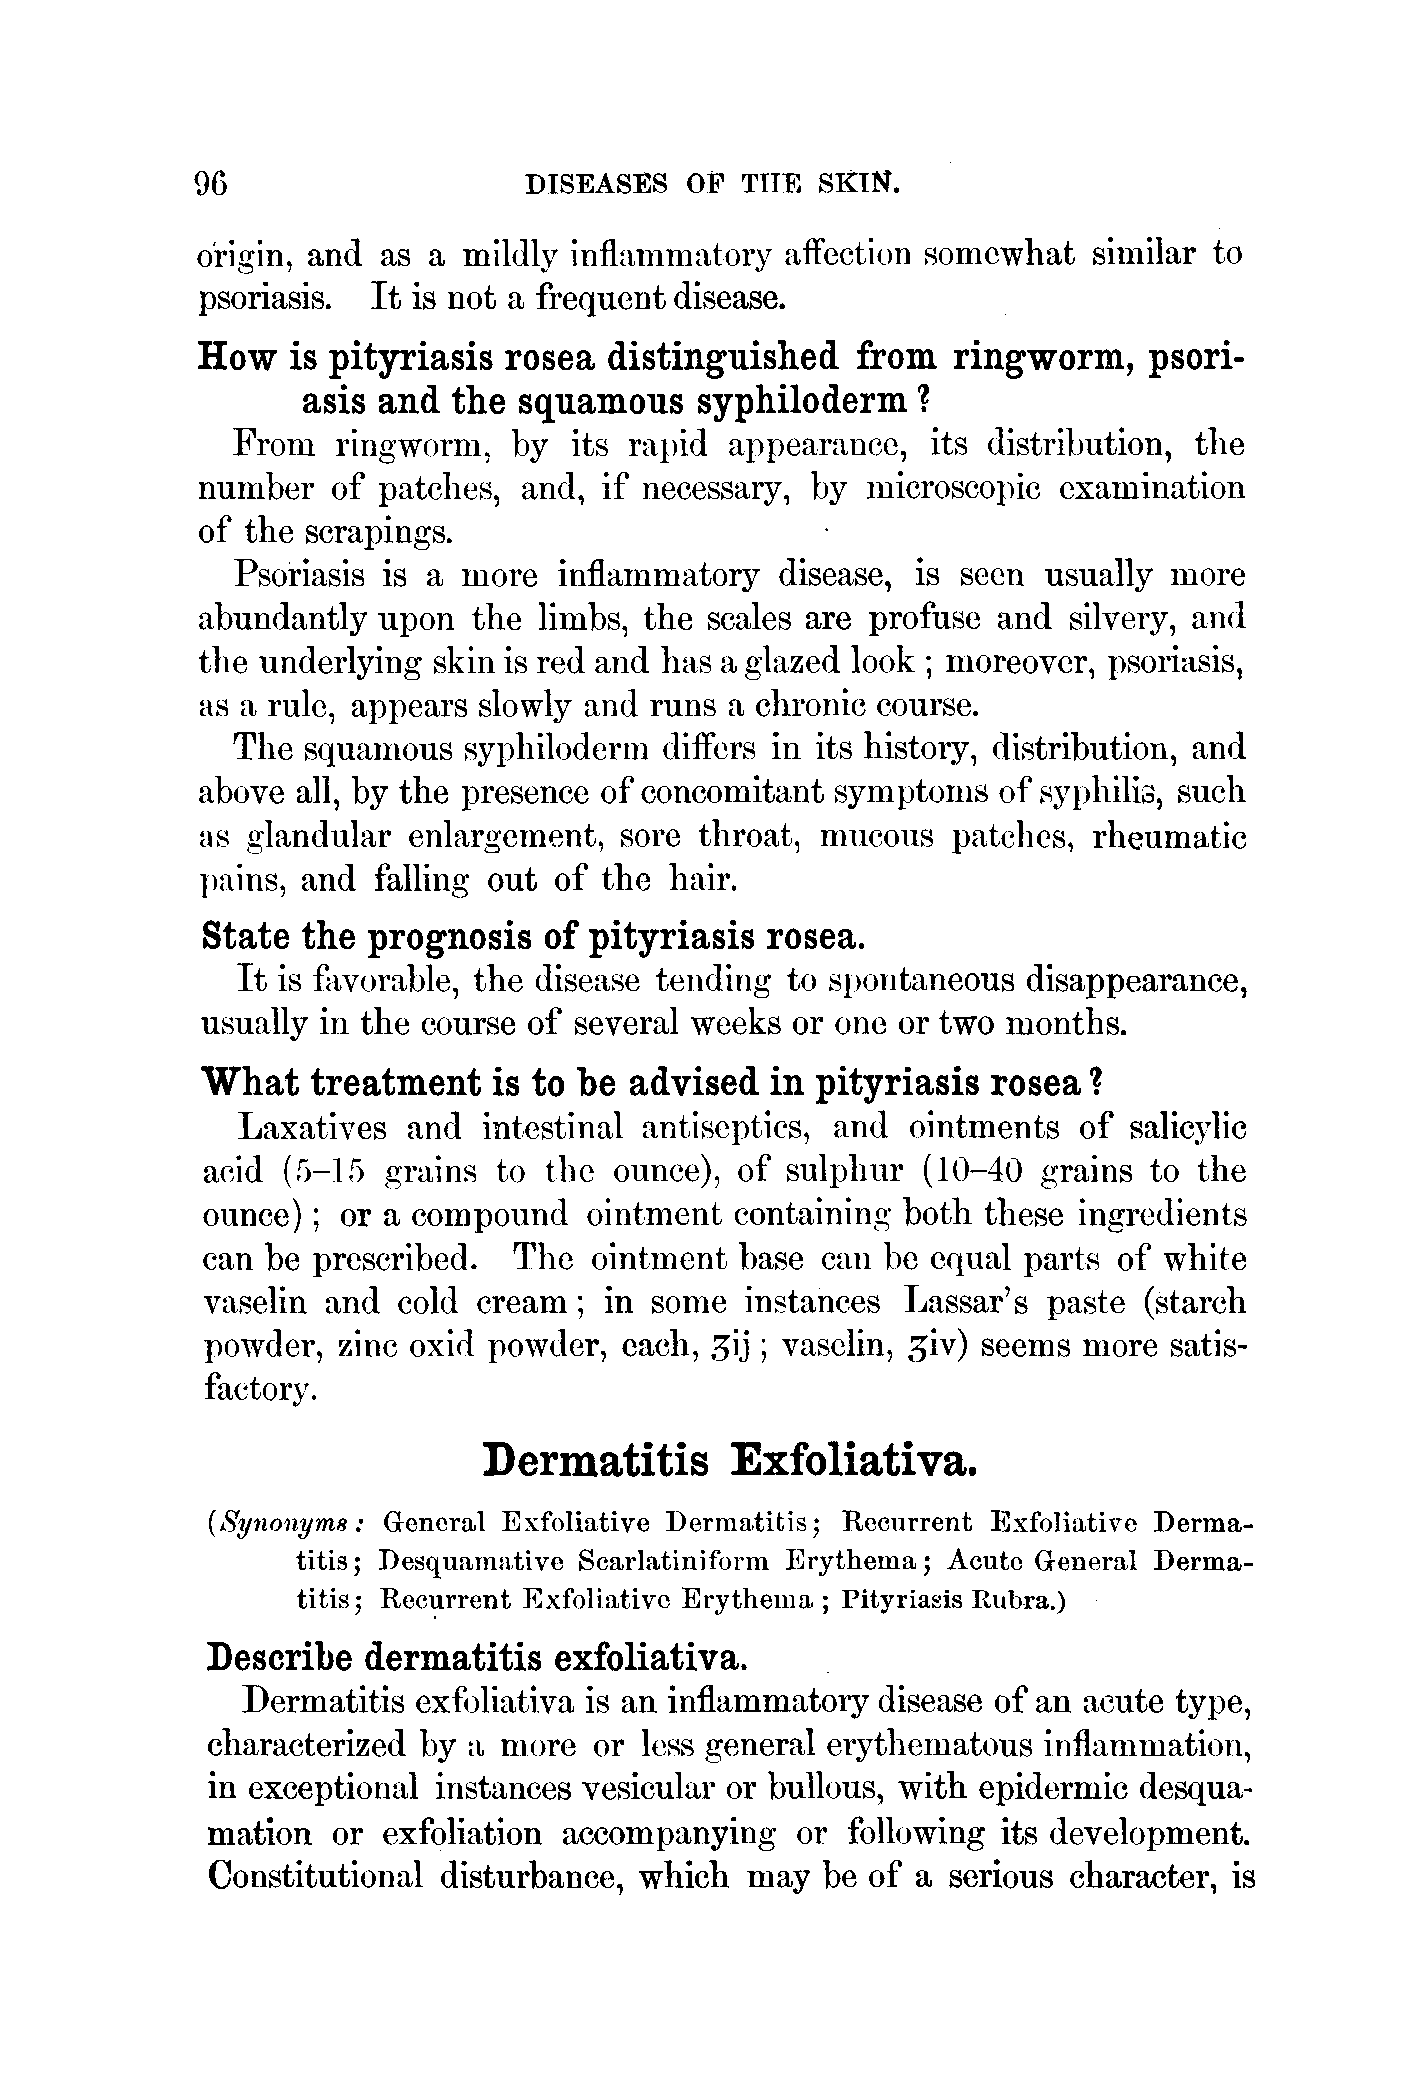 96 DISEASES OF THE SKIN.
origin, and as a mildly inflammatory affection somewhat similar to
psoriasis. It is not a frequent disease.
How is pityriasis rosea distinguished from ringworm, psori-
asis and the squamous syphiloderm ?
From ringworm, by its rapid appearance, its distribution, the
number of patches, and, if necessary, by microscopic examination
of the scrapings.
Psoriasis is a more inflammatory disease, is seen usually more
abundantly upon the limbs, the scales are profuse and silvery, and
the underlying skin is red and has a glazed look ; moreover, psoriasis,
as a rule, appears slowly and runs a chronic course.
The squamous syphiloderm differs in its history, distribution, and
above all, by the presence of concomitant symptoms of syphilis, such
as glandular enlargement, sore throat, mucous patches, rheumatic
pains, and falling out of the hair.
State the prognosis of pityriasis rosea.
It is favorable, the disease tending to spontaneous disappearance,
usually in the course of several weeks or one or two months.
What treatment is to be advised in pityriasis rosea ?
Laxatives and intestinal antiseptics, and ointments of salicylic
acid (5–15 grains to the ounce), of sulphur (10–40 grains to the
ounce) ; or a compound ointment containing both these ingredients
can be prescribed. The ointment base can be equal parts of white
vaselin and cold cream ; in some instances Lassar's paste (starch
powder, zinc oxid powder, each, ʒij ; vaselin, ʒiv) seems more satis-
factory.
Dermatitis Exfoliativa.
(Synonyms : General Exfoliative Dermatitis; Recurrent Exfoliative Derma-
titis; Desquamative Scarlatiniform Erythema; Acute General Derma-
titis; Recurrent Exfoliative Erythema ; Pityriasis Rubra.)
Describe dermatitis exfoliativa.
Dermatitis exfoliativa is an inflammatory disease of an acute type,
characterized by a more or less general erythematous inflammation,
in exceptional instances vesicular or bullous, with epidermic desqua-
mation or exfoliation accompanying or following its development.
Constitutional disturbance, which may be of a serious character, is